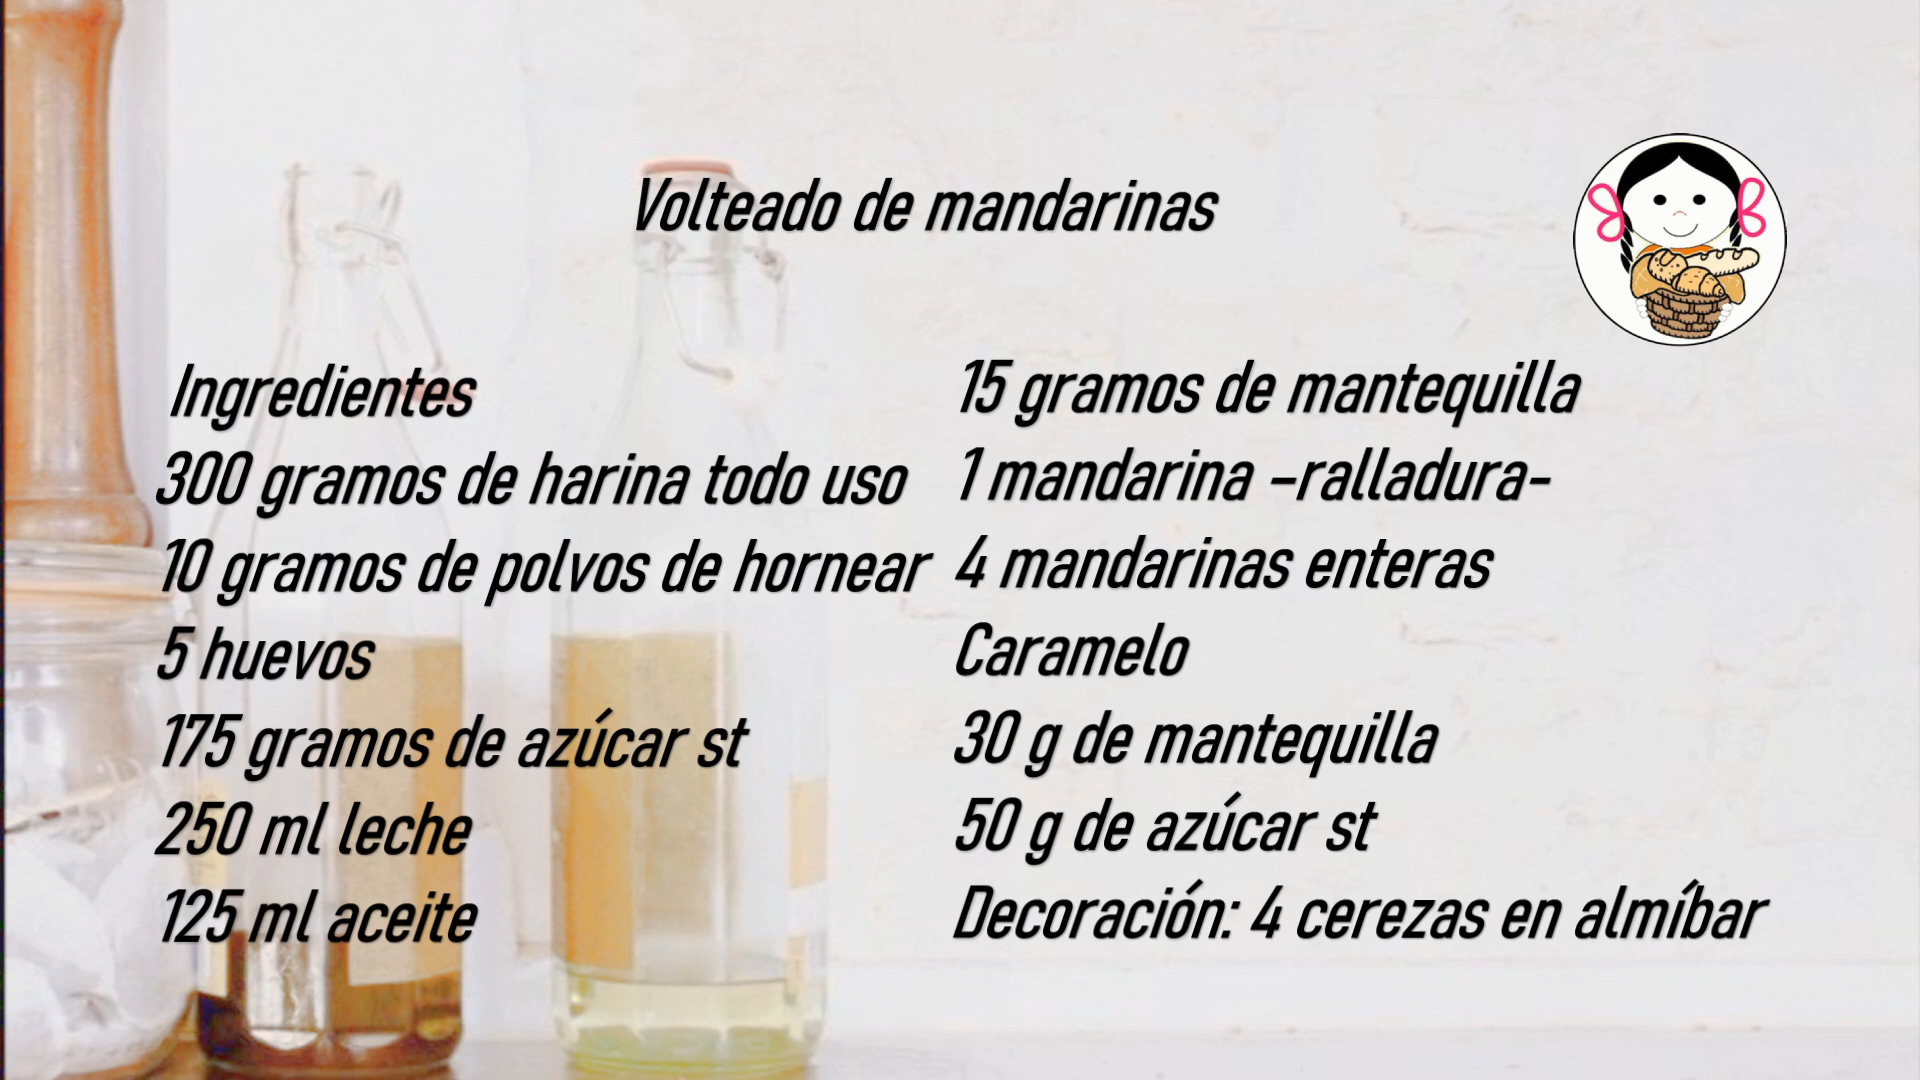 Volteado de mandarinas
Ingredientes
300 gramos de harina todo uso
10 gramos de polvos de hornear
5 huevos
175 gramos de azúcar st
250 ml leche
125 ml aceite
15 gramos de mantequilla
1 mandarina –ralladura-
4 mandarinas enteras
Caramelo
30 g de mantequilla
50 g de azúcar st
Decoración: 4 cerezas en almíbar